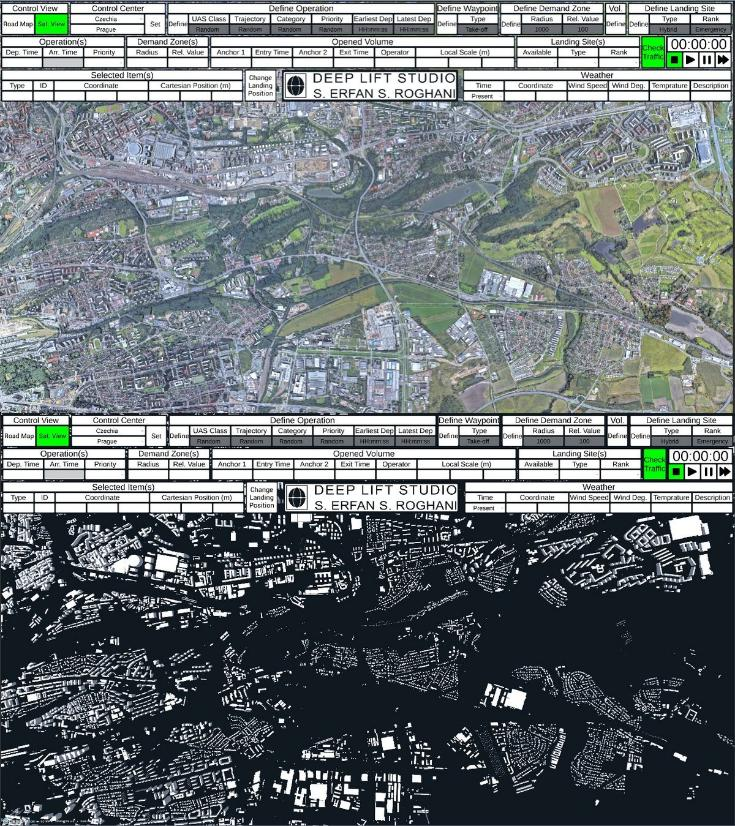 Control View Control Center Define Operation Define Waypoint Define Demand Zone Vol. Define Landing Site
Road Map Sat. View Czechia Set Define UAS Class Trajectory Category Priority Earliest Dep Latest Dep Define Type Define Radius Rel. Value Define Define Type Rank
Prague Random Random Random Random HH:mm:ss HH:mm:ss Take-off 1000 100 Hybrid Emergency
Operation(s) Demand Zone(s) Opened Volume Landing Site(s) Check Traffic 00:00:00
Dep. Time Arr. Time Priority Radius Rel. Value Anchor 1 Entry Time Anchor 2 Exit Time Operator Local Scale (m) Available Type Rank
Selected Item(s) Change Landing Position DEEP LIFT STUDIO Weather
Type ID Coordinate Cartesian Position (m) S. ERFAN S. ROGHANI Time Coordinate Wind Speed Wind Deg. Temprature Description
Present
Control View Control Center Define Operation Define Waypoint Define Demand Zone Vol. Define Landing Site
Road Map Sat. View Czechia Set Define UAS Class Trajectory Category Priority Earliest Dep Latest Dep Define Type Define Radius Rel. Value Define Define Type Rank
Prague Random Random Random Random HH:mm:ss HH:mm:ss Take-off 1000 100 Hybrid Emergency
Operation(s) Demand Zone(s) Opened Volume Landing Site(s) Check Traffic 00:00:00
Dep. Time Arr. Time Priority Radius Rel. Value Anchor 1 Entry Time Anchor 2 Exit Time Operator Local Scale (m) Available Type Rank
Selected Item(s) Change Landing Position DEEP LIFT STUDIO Weather
Type ID Coordinate Cartesian Position (m) S. ERFAN S. ROGHANI Time Coordinate Wind Speed Wind Deg. Temprature Description
Present